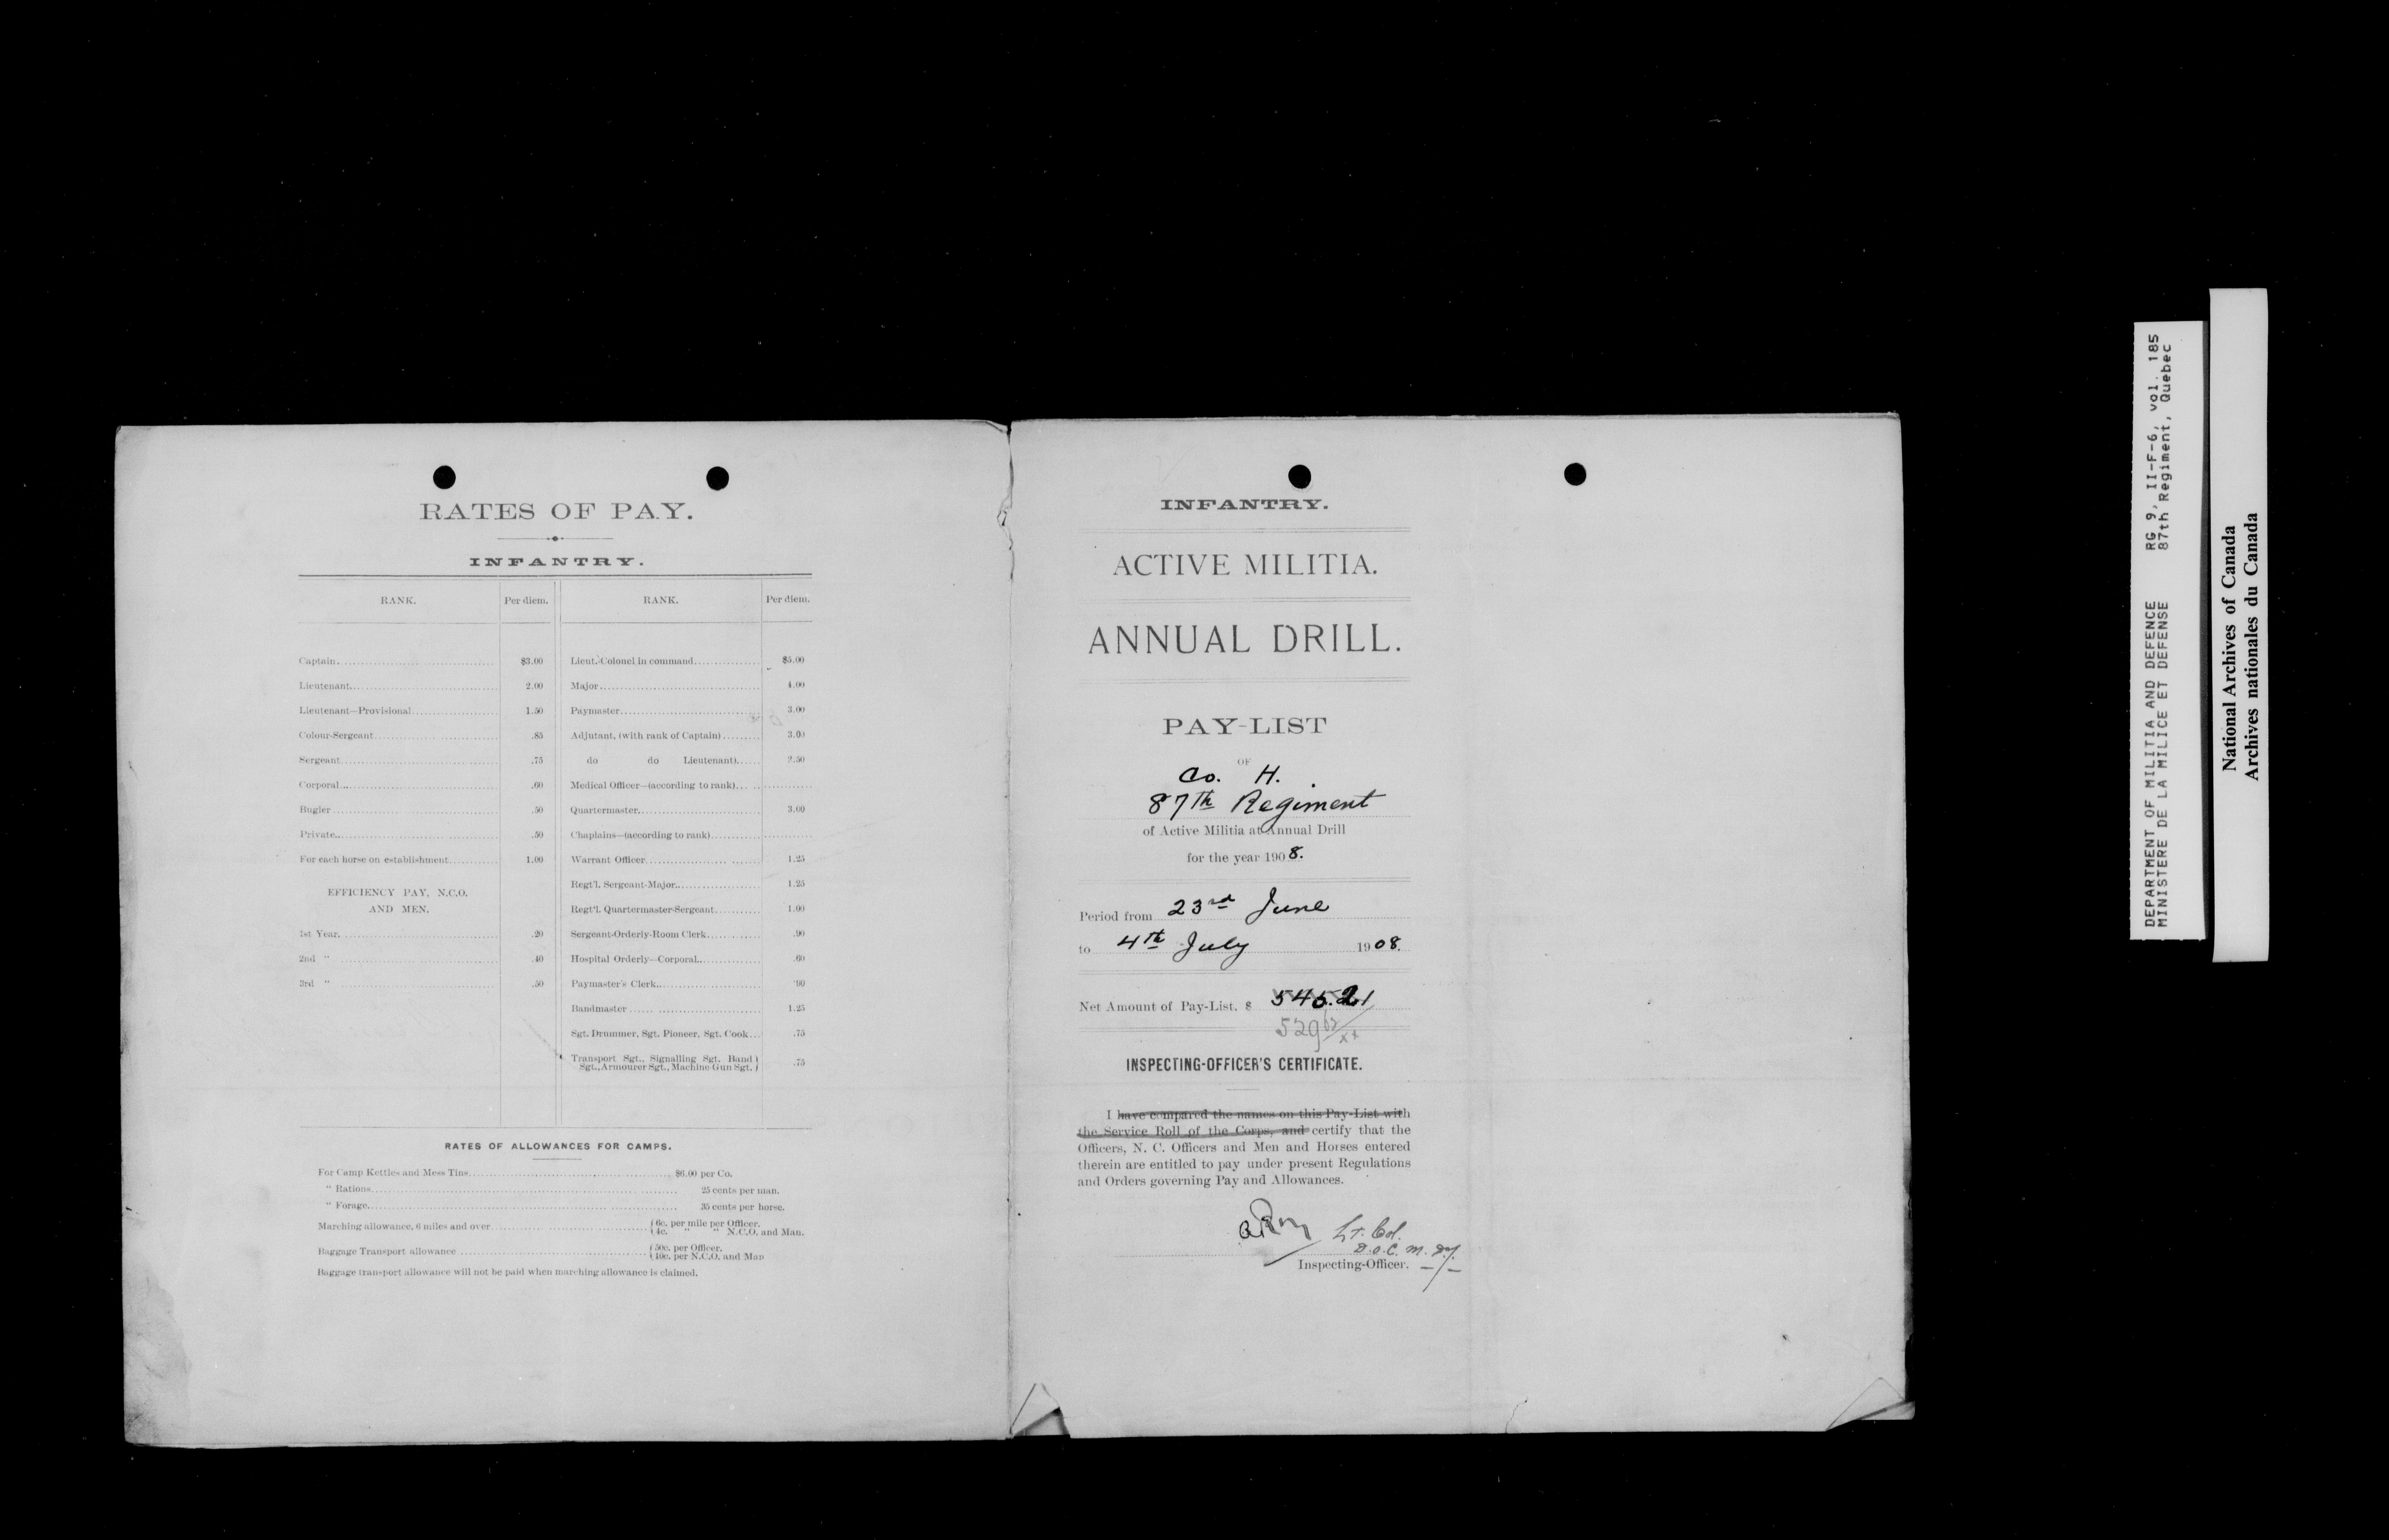 RATES OF PAY.
INFANTRY.
RANK. Per diem. RANK. Per diem.
Captain $3.00 Lieut.-Colonel in command $5.00
Lieutenant 2.00 Major 4.00
Lieutenant—Provisional 1.50 Paymaster 3.00
Colour-Sergeant .85 Adjutant, (with rank of Captain) 3.00
Sergeant .75 do do Lieutenant) 2.50
Corporal .60 Medical Officer—(according to rank)
Bugler .50 Quartermaster 3.00
Private .50 Chaplains—(according to rank)
For each horse on establishment 1.00 Warrant Officer 1.25
EFFICIENCY PAY, N.C.O. Regt'l. Sergeant-Major 1.25
AND MEN. Regt'l. Quartermaster-Sergeant 1.00
1st Year .20 Sergeant-Orderly-Room Clerk .90
2nd " .40 Hospital Orderly—Corporal .60
3rd " .50 Paymaster's Clerk .90
Bandmaster 1.25
Sgt. Drummer, Sgt. Pioneer, Sgt. Cook .75
Transport Sgt., Signalling Sgt. Band
Sgt., Armourer Sgt., Machine Gun Sgt. .75
RATES OF ALLOWANCES FOR CAMPS.
For Camp Kettles and Mess Tins $6.00 per Co.
" Rations 25 cents per man.
" Forage 35 cents per horse.
Marching allowance, 6 miles and over 6c. per mile per Officer.
4c. " " N.C.O. and Man.
Baggage Transport allowance 50c. per Officer.
10c. per N.C.O. and Man
Baggage transport allowance will not be paid when marching allowance is claimed.
INFANTRY.
ACTIVE MILITIA.
ANNUAL DRILL.
PAY-LIST
OF
Co. H.
87th Regiment
of Active Militia at Annual Drill
for the year 1908.
Period from 23rd June
to 4th July 1908.
Net Amount of Pay-List, $ 545.21
529
INSPECTING-OFFICER'S CERTIFICATE.
I have compared the names on this Pay-List with
the Service Roll of the Corps, and certify that the
Officers, N. C. Officers and Men and Horses entered
therein are entitled to pay under present Regulations
and Orders governing Pay and Allowances.
Lt. Col.
D.O.C. M.D. 7.
Inspecting-Officer.
DEPARTMENT OF MILITIA AND DEFENCE RG 9, II-F-6, vol. 185
MINISTERE DE LA MILICE ET DEFENSE 87th Regiment, Quebec
National Archives of Canada
Archives nationales du Canada